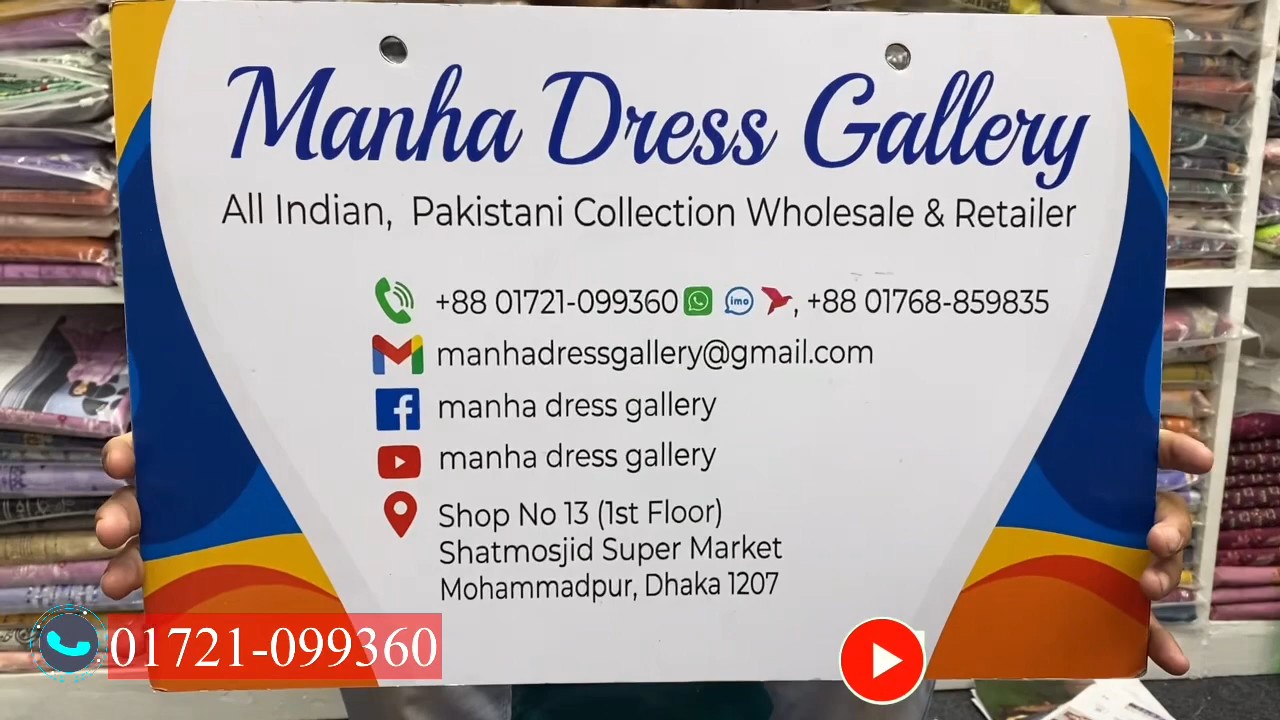 Manha Dress Gallery
All Indian, Pakistani Collection Wholesale & Retailer
+88 01721-099360 imo , +88 01768-859835
manhadressgallery@gmail.com
manha dress gallery
manha dress gallery
Shop No 13 (1st Floor)
Shatmosjid Super Market
Mohammadpur, Dhaka 1207
01721-099360